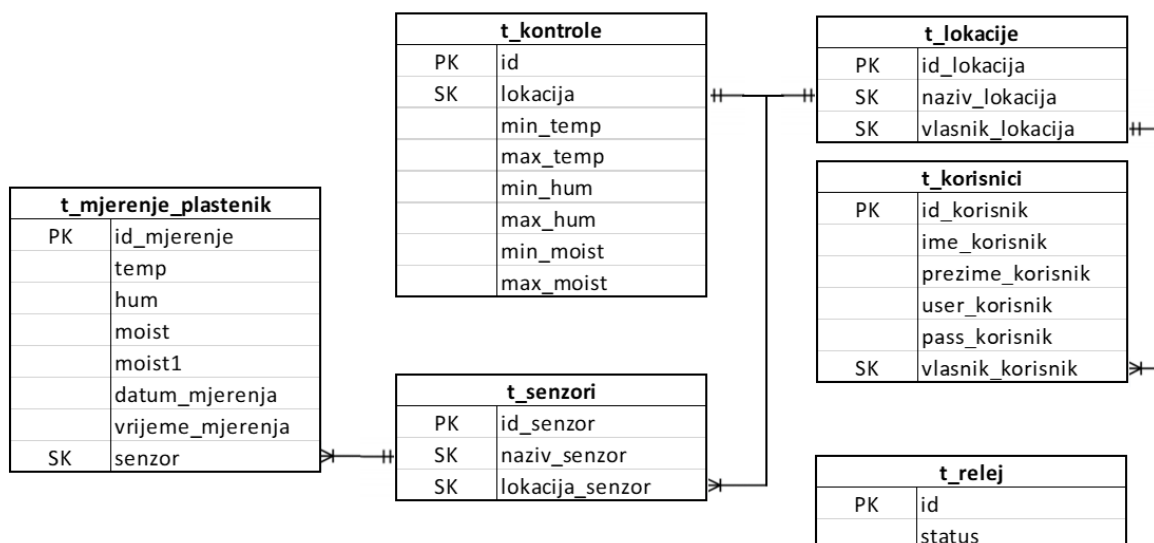 t_kontrole
PK id
SK lokacija
min_temp
max_temp
min_hum
max_hum
min_moist
max_moist
t_lokacije
PK id_lokacija
SK naziv_lokacija
SK vlasnik_lokacija
t_korisnici
PK id_korisnik
ime_korisnik
prezime_korisnik
user_korisnik
pass_korisnik
SK vlasnik_korisnik
t_mjerenje_plastenik
PK id_mjerenje
temp
hum
moist
moist1
datum_mjerenja
vrijeme_mjerenja
SK senzor
t_senzori
PK id_senzor
SK naziv_senzor
SK lokacija_senzor
t_relej
PK id
status